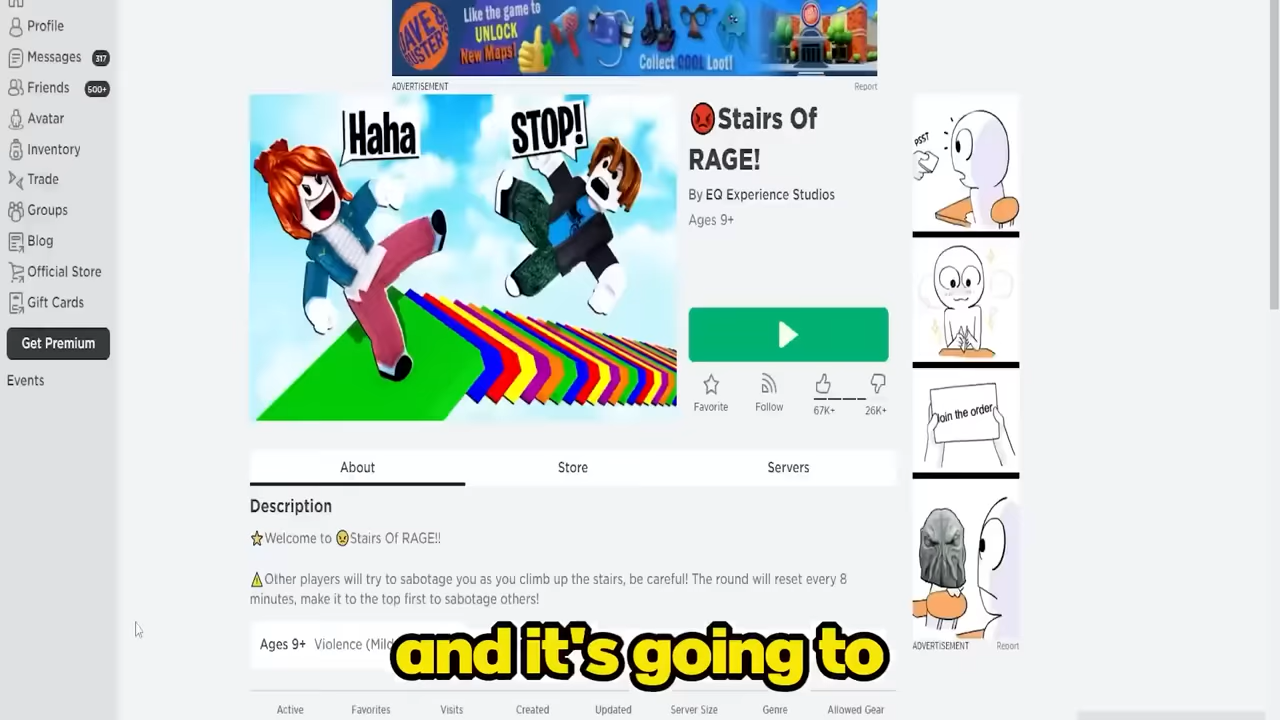 Profile
Messages 317
Friends 500+
Avatar
Inventory
Trade
Groups
Blog
Official Store
Gift Cards
Get Premium
Events
DAVE & BUSTER'S
Like the game to
UNLOCK
New Maps!
Collect COOL Loot!
ADVERTISEMENT
Report
Haha
STOP!
😡Stairs Of
RAGE!
By EQ Experience Studios
Ages 9+
Favorite
Follow
67K+
26K+
PSST
Join the order
ADVERTISEMENT
Report
About
Store
Servers
Description
⭐Welcome to 😠Stairs Of RAGE!!
⚠Other players will try to sabotage you as you climb up the stairs, be careful! The round will reset every 8
minutes, make it to the top first to sabotage others!
Ages 9+ Violence (Mild
and it's going to
Active
Favorites
Visits
Created
Updated
Server Size
Genre
Allowed Gear